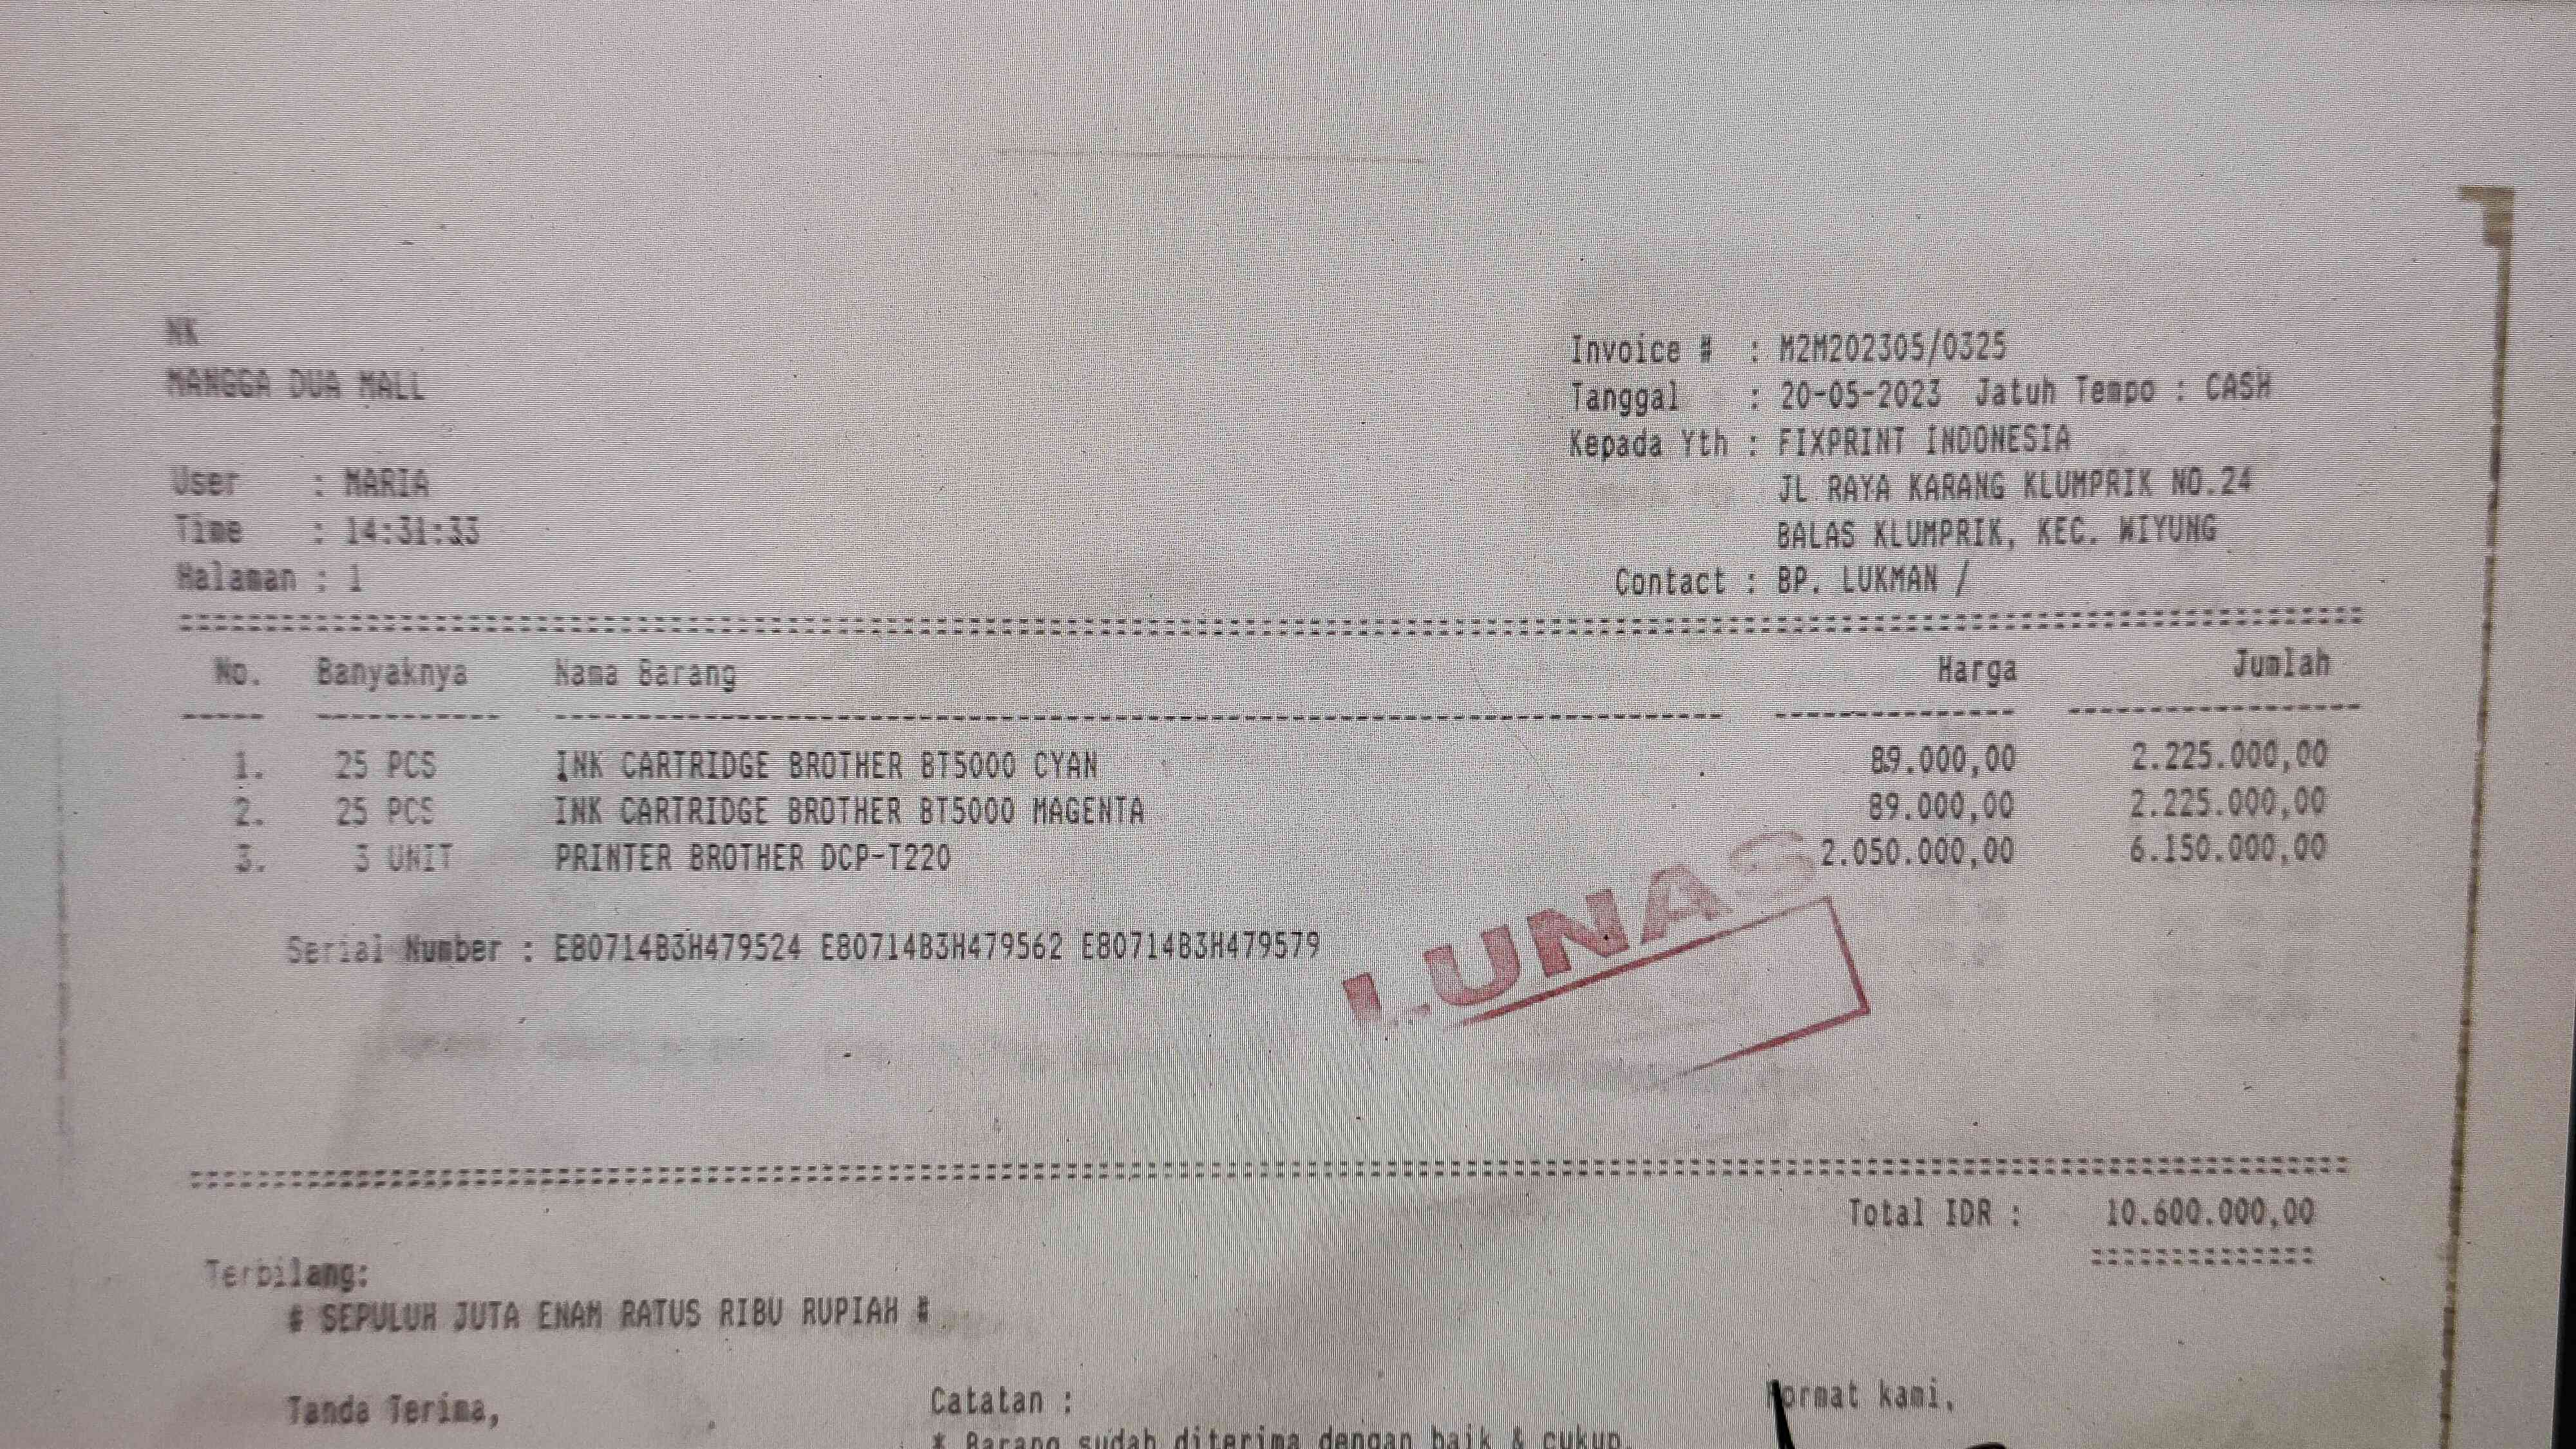 NK
MANGGA DUA MALL
Invoice # : M2M202305/0325
Tanggal : 20-05-2023 Jatuh Tempo : CASH
Kepada Yth : FIXPRINT INDONESIA
JL RAYA KARANG KLUMPRIK NO.24
BALAS KLUMPRIK, KEC. WIYUNG
Contact : BP. LUKMAN /
User : MARIA
Time : 14:31:33
Halaman : 1
No. Banyaknya Nama Barang Harga Jumlah
1. 25 PCS INK CARTRIDGE BROTHER BT5000 CYAN 89.000,00 2.225.000,00
2. 25 PCS INK CARTRIDGE BROTHER BT5000 MAGENTA 89.000,00 2.225.000,00
3. 3 UNIT PRINTER BROTHER DCP-T220 2.050.000,00 6.150.000,00
Serial Number : E80714B3H479524 E80714B3H479562 E80714B3H479579
LUNAS
Total IDR : 10.600.000,00
Terbilang:
# SEPULUH JUTA ENAM RATUS RIBU RUPIAH #
Tanda Terima, Catatan : Hormat kami,
* Barang sudah diterima dengan baik & cukup.